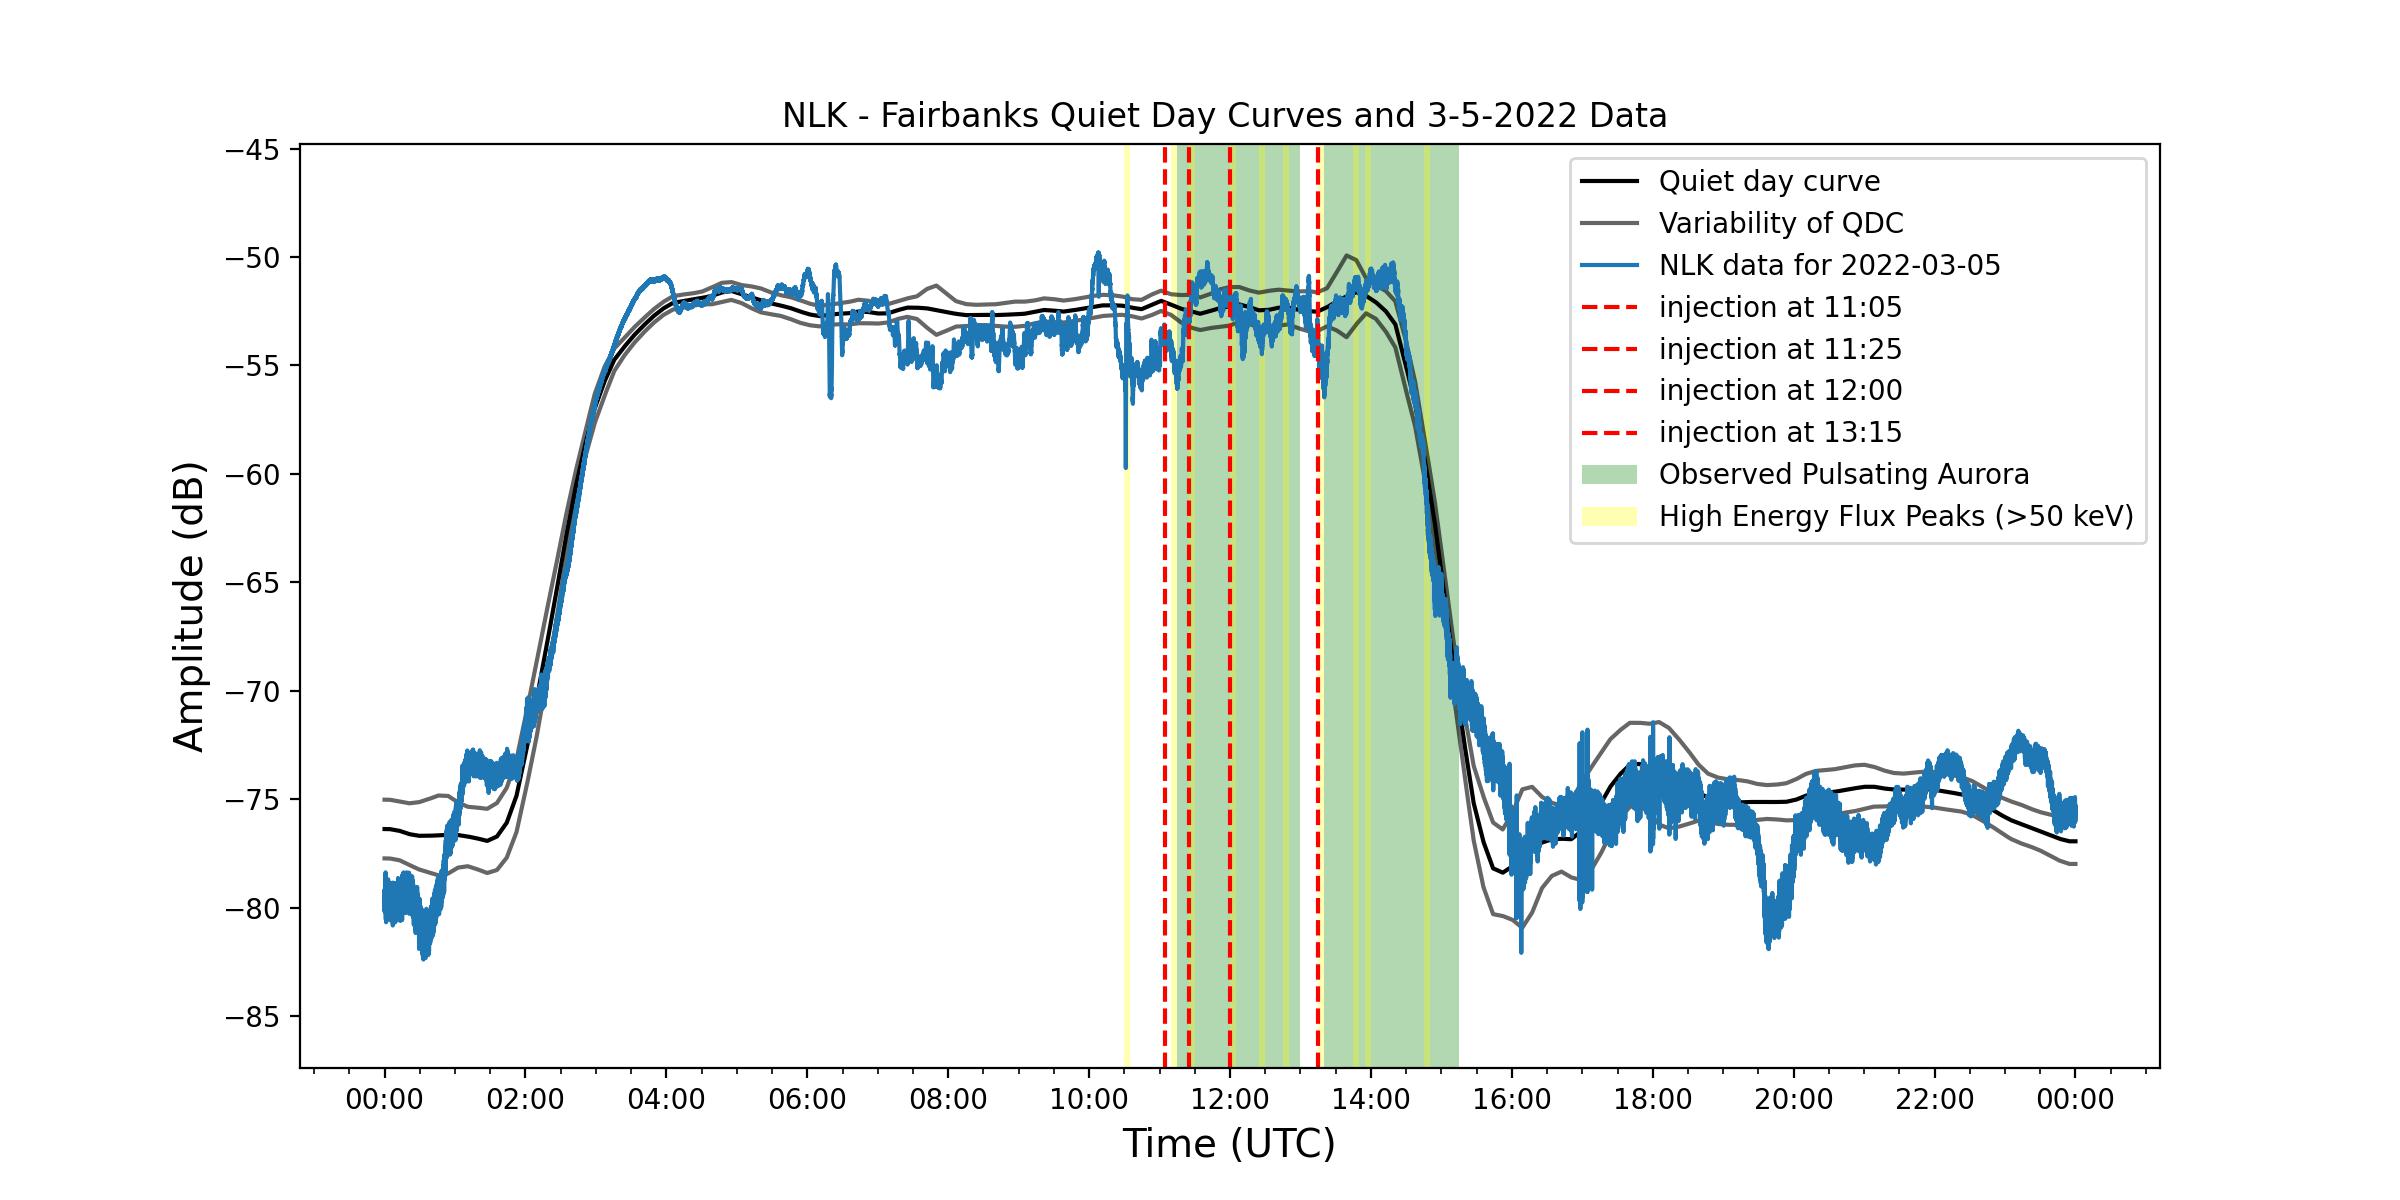 NLK - Fairbanks Quiet Day Curves and 3-5-2022 Data
Amplitude (dB)
−45
−50
−55
−60
−65
−70
−75
−80
−85
Quiet day curve
Variability of QDC
NLK data for 2022-03-05
injection at 11:05
injection at 11:25
injection at 12:00
injection at 13:15
Observed Pulsating Aurora
High Energy Flux Peaks (>50 keV)
00:00 02:00 04:00 06:00 08:00 10:00 12:00 14:00 16:00 18:00 20:00 22:00 00:00
Time (UTC)